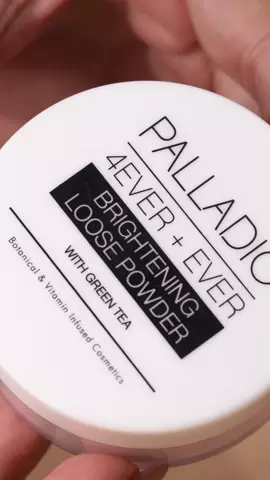 PALLADIO
4EVER + EVER
BRIGHTENING
LOOSE POWDER
WITH GREEN TEA
Botanical & Vitamin Infused Cosmetics